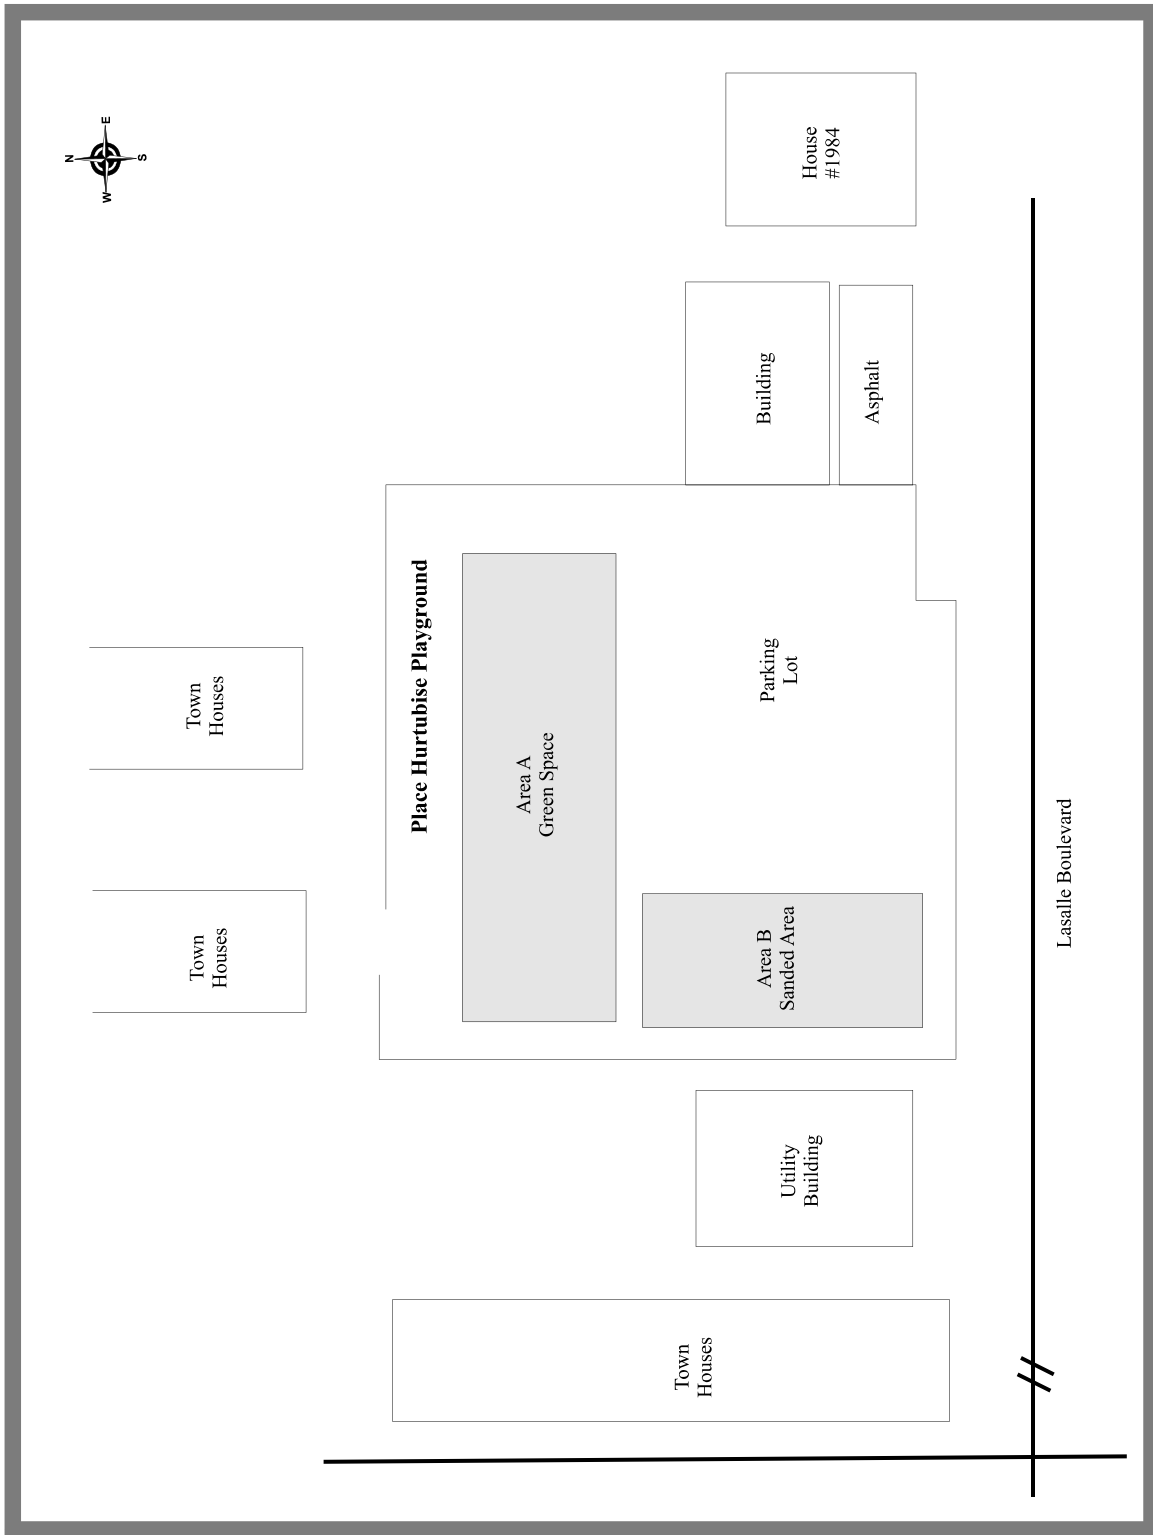 N
E
S
W
House
#1984
Building
Asphalt
Place Hurtubise Playground
Town
Houses
Area A
Green Space
Parking
Lot
Town
Houses
Area B
Sanded Area
Lasalle Boulevard
Utility
Building
Town
Houses